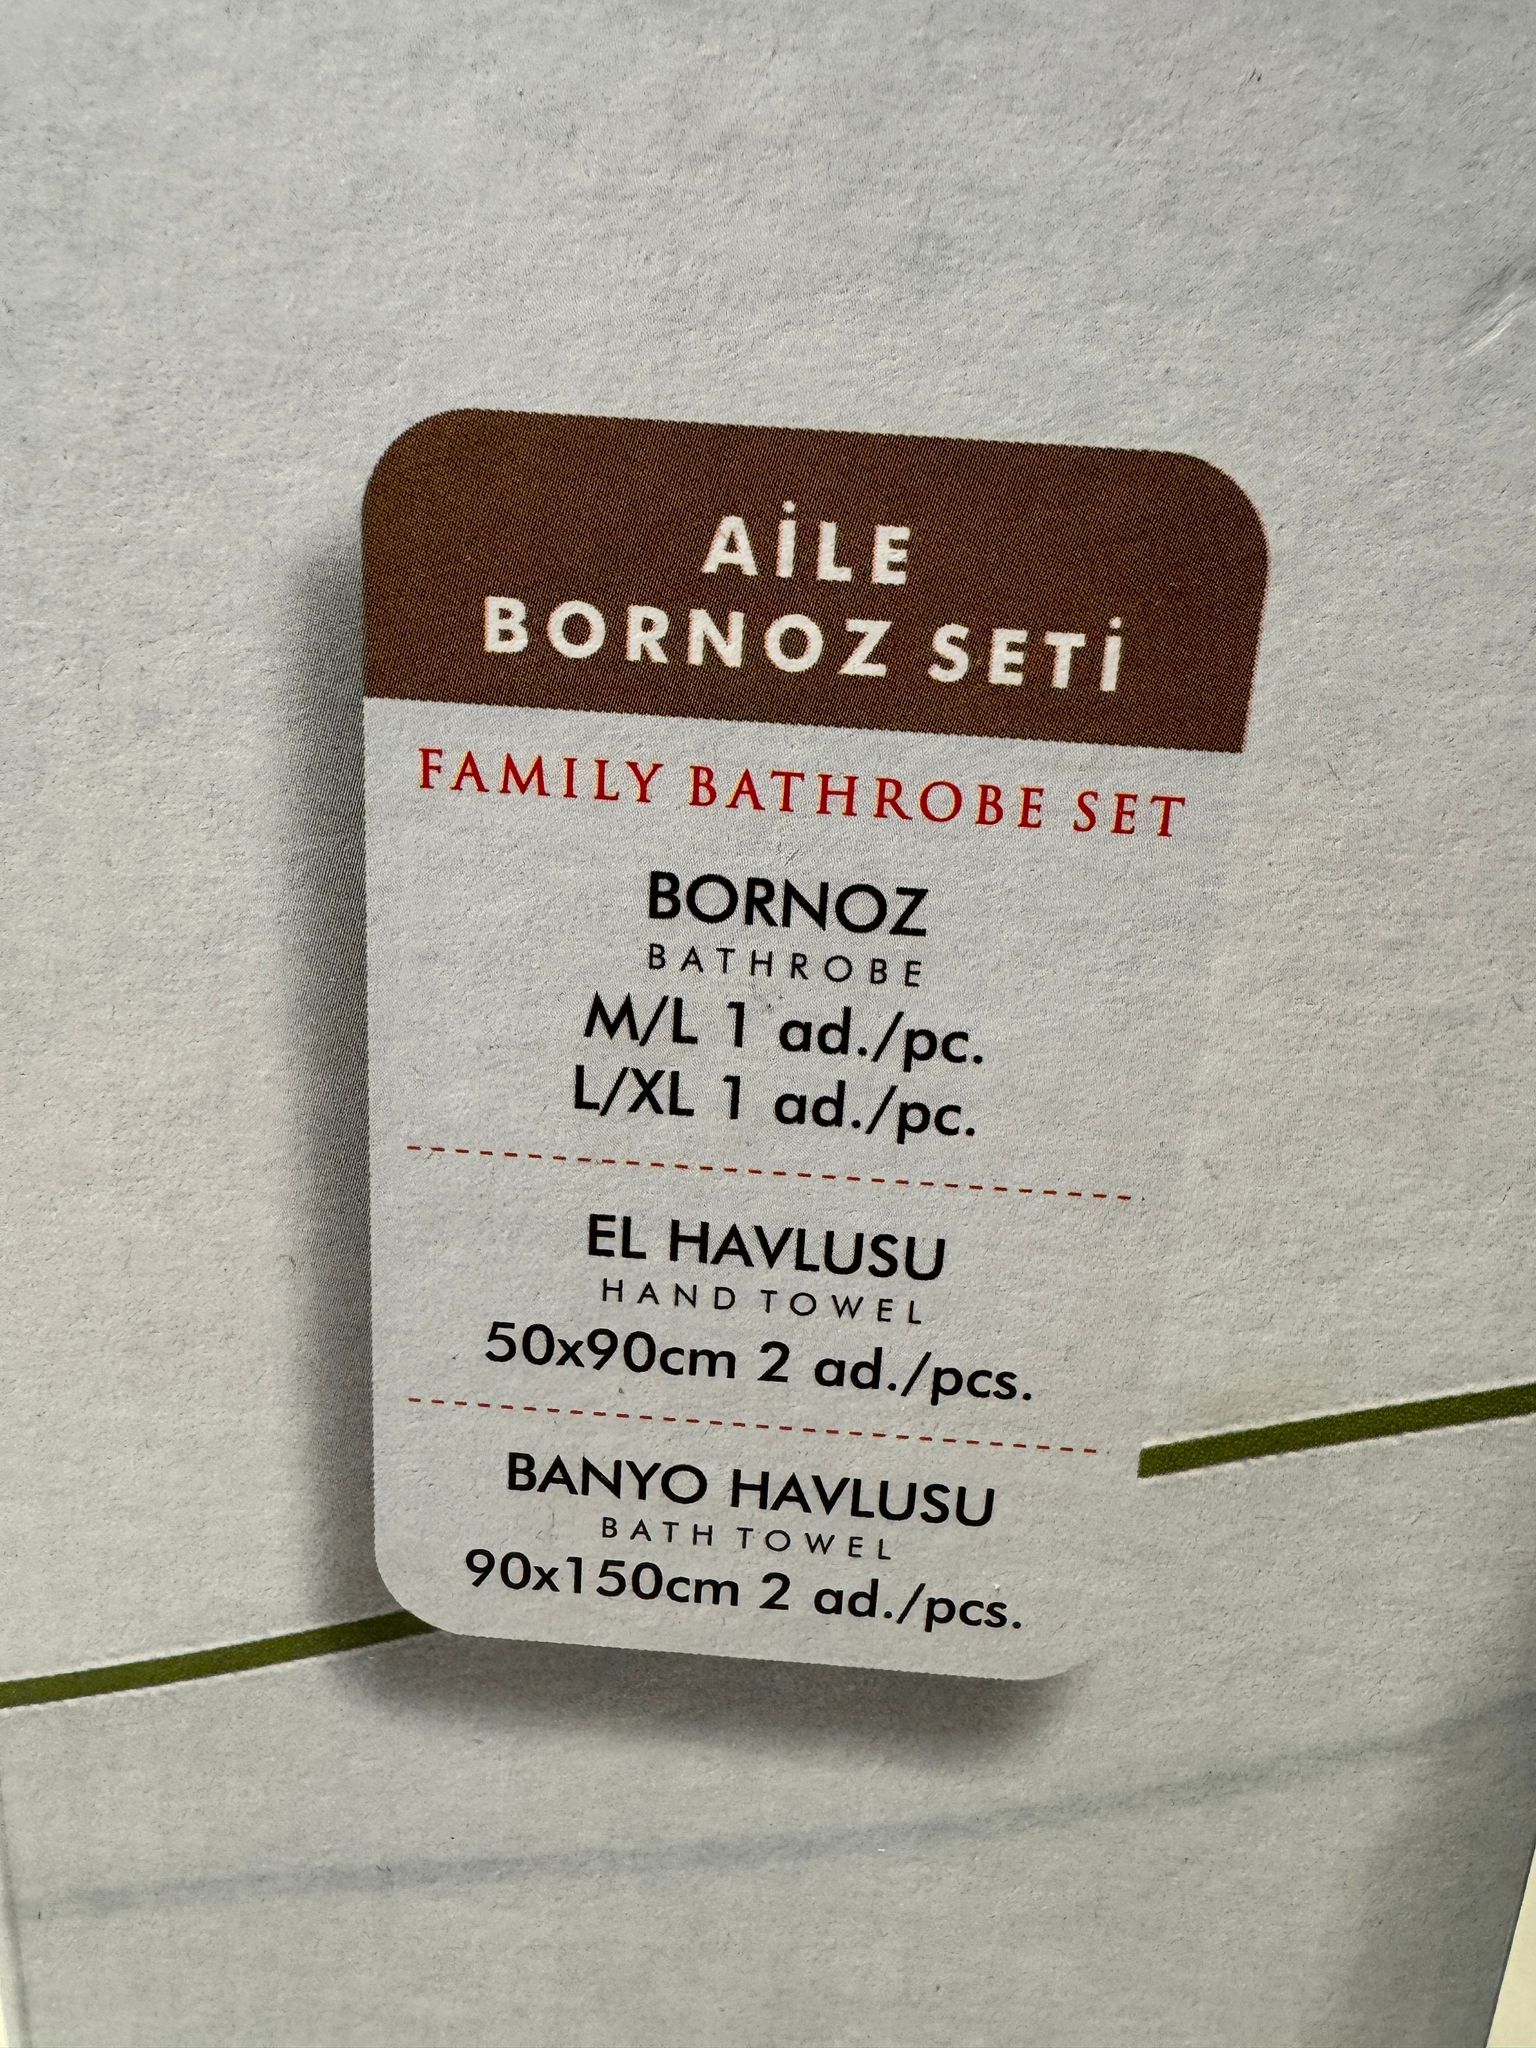 AİLE
BORNOZ SETİ
FAMILY BATHROBE SET
BORNOZ
BATHROBE
M/L 1 ad./pc.
L/XL 1 ad./pc.
EL HAVLUSU
HAND TOWEL
50x90cm 2 ad./pcs.
BANYO HAVLUSU
BATH TOWEL
90x150cm 2 ad./pcs.